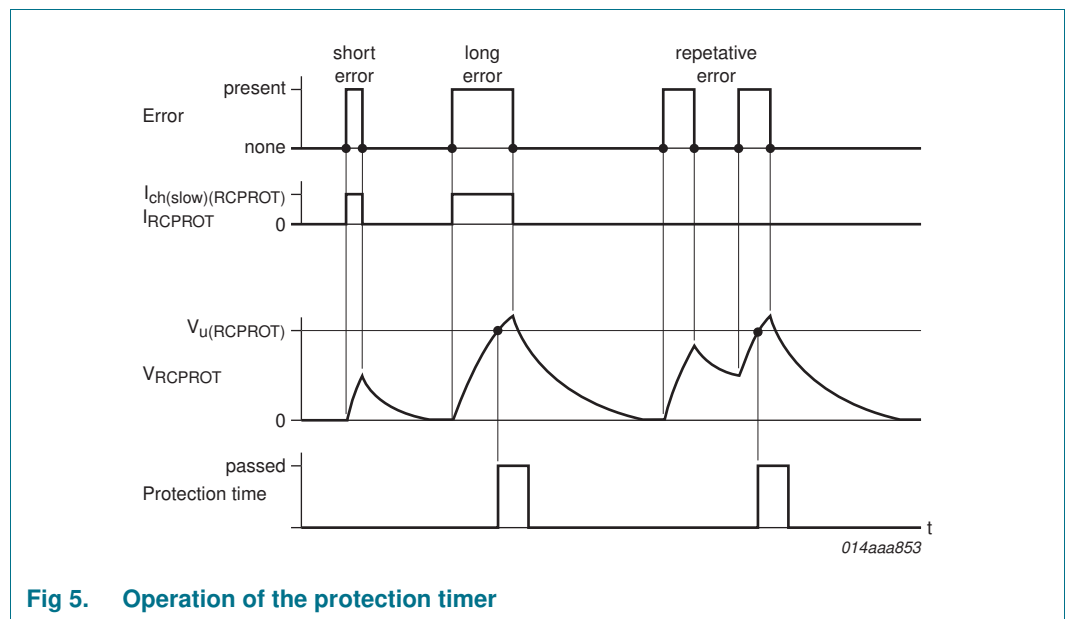 short
error
long
error
repetative
error
present
Error
none
Ich(slow)(RCPROT)
IRCPROT
0
Vu(RCPROT)
VRCPROT
0
passed
Protection time
t
014aaa853
Fig 5. Operation of the protection timer